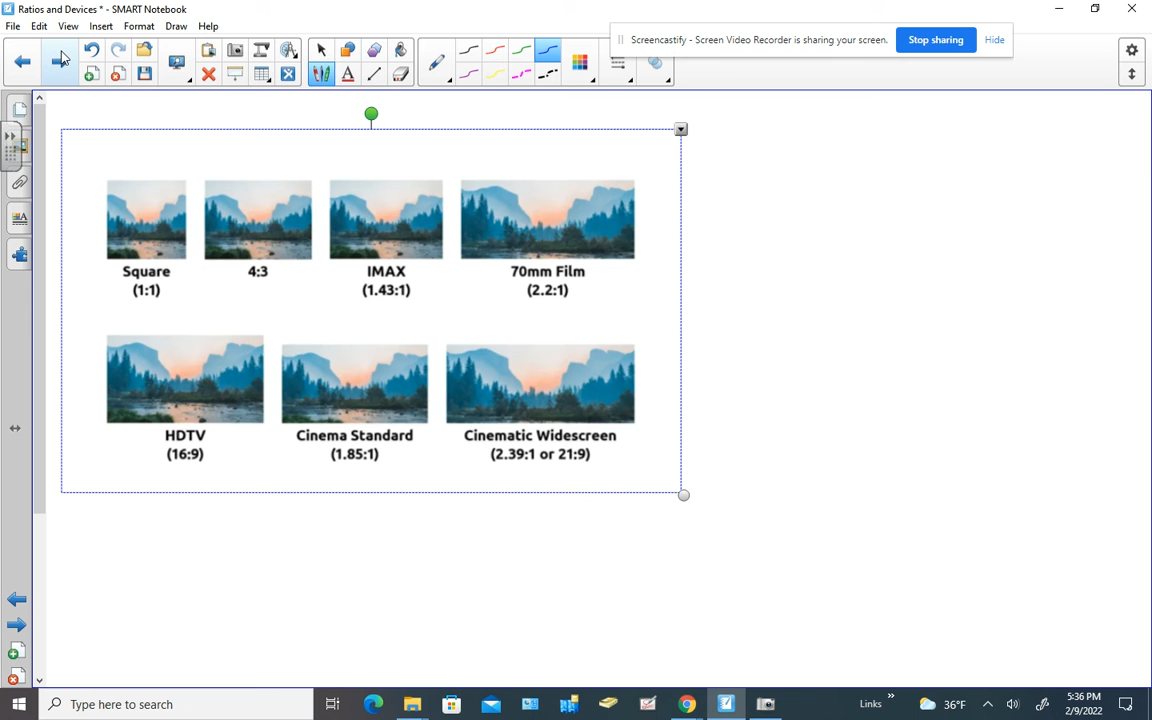 Ratios and Devices * - SMART Notebook
File Edit View Insert Format Draw Help
Screencastify - Screen Video Recorder is sharing your screen. Stop sharing Hide
Square
(1:1)
4:3
IMAX
(1.43:1)
70mm Film
(2.2:1)
HDTV
(16:9)
Cinema Standard
(1.85:1)
Cinematic Widescreen
(2.39:1 or 21:9)
Type here to search
Links
36°F
5:36 PM
2/9/2022